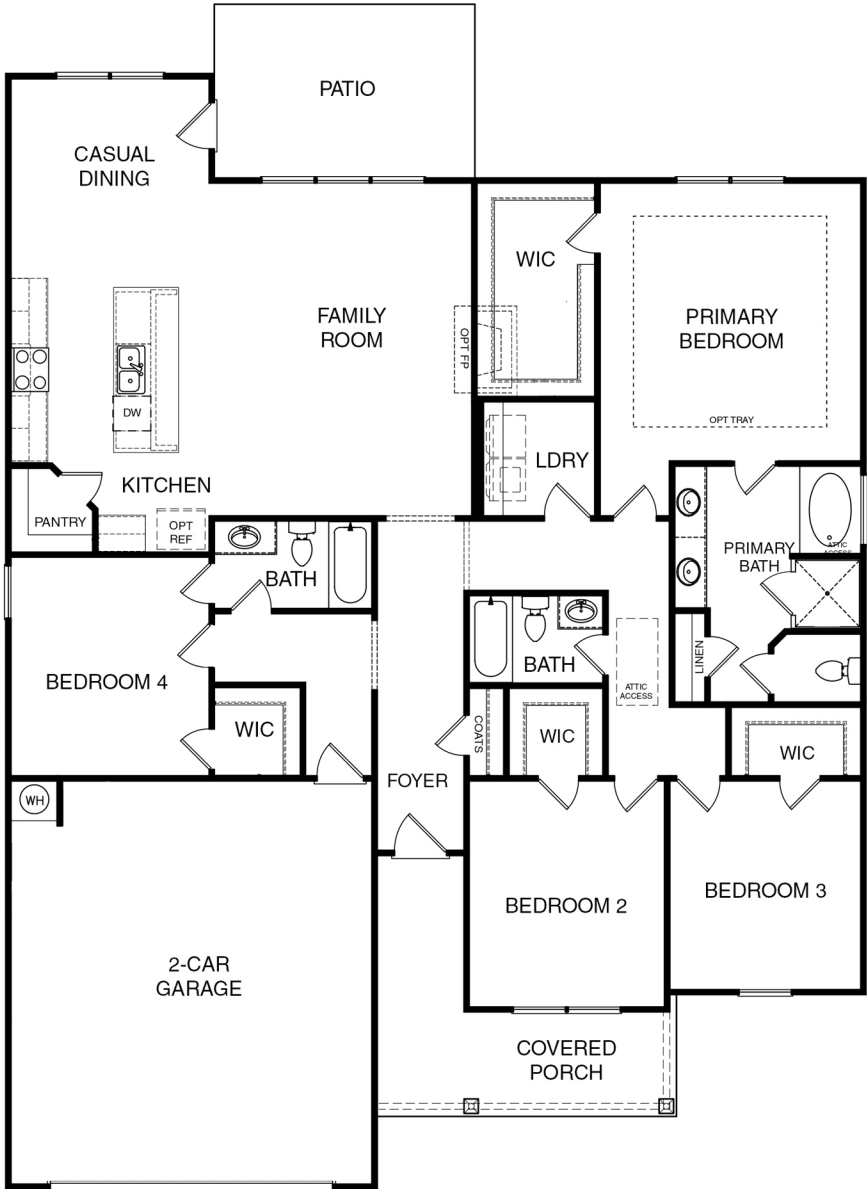 PATIO
CASUAL
DINING
WIC
FAMILY
ROOM
PRIMARY
BEDROOM
OPT FP
DW
OPT TRAY
LDRY
KITCHEN
PANTRY
OPT
REF
BATH
PRIMARY
BATH
ATTIC
ACCESS
BEDROOM 4
BATH
LINEN
ATTIC
ACCESS
WIC
COATS
WIC
WIC
FOYER
WH
BEDROOM 2
BEDROOM 3
2-CAR
GARAGE
COVERED
PORCH